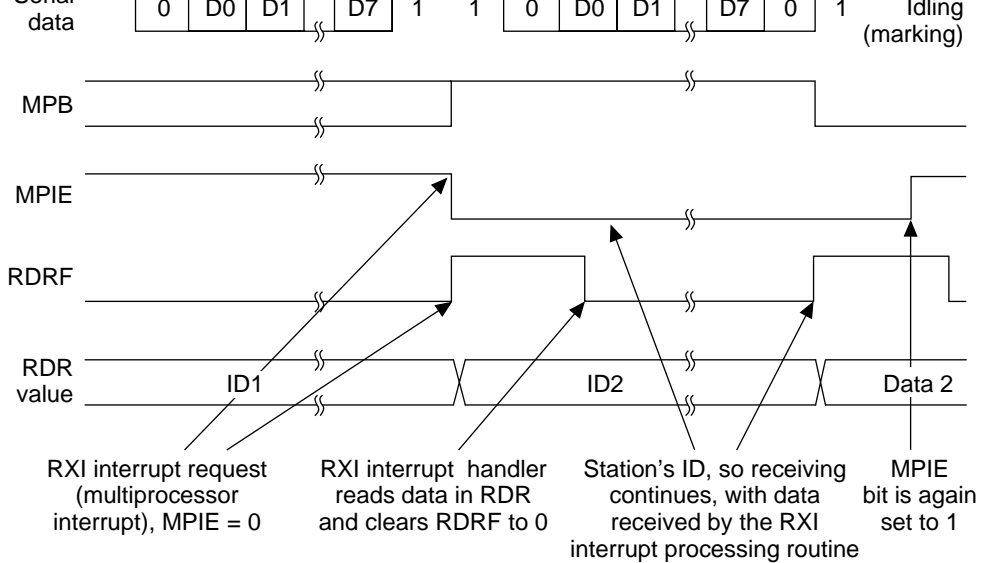 Serial data 0 D0 D1 D7 1 1 0 D0 D1 D7 0 1 Idling (marking)
MPB
MPIE
RDRF
RDR value ID1 ID2 Data 2
RXI interrupt request
(multiprocessor
interrupt), MPIE = 0
RXI interrupt handler
reads data in RDR
and clears RDRF to 0
Station's ID, so receiving
continues, with data
received by the RXI
interrupt processing routine
MPIE
bit is again
set to 1